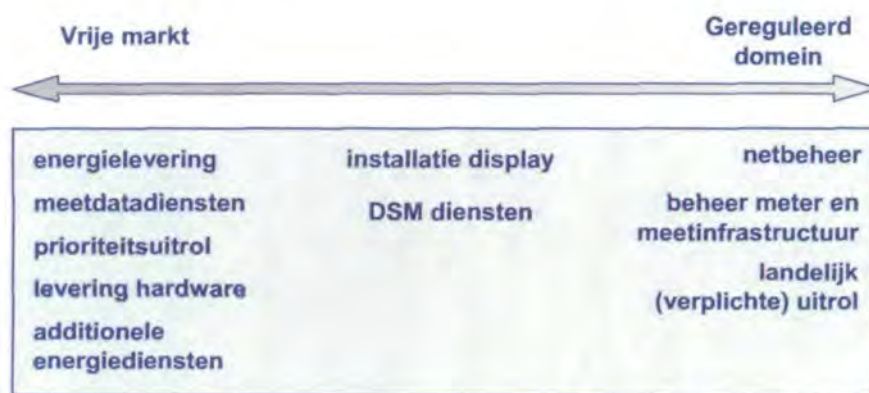 Vrije markt
Gereguleerd
domein
energielevering
meetdatadiensten
prioriteitsuitrol
levering hardware
additionele
energiediensten
installatie display
DSM diensten
netbeheer
beheer meter en
meetinfrastructuur
landelijk
(verplichte) uitrol